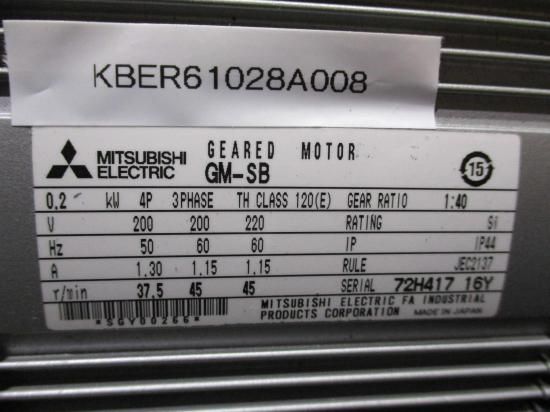 KBER61028A008
MITSUBISHI ELECTRIC
GEARED MOTOR
GM-SB
15
0.2 kW 4P 3PHASE TH CLASS 120(E) GEAR RATIO 1:40
V 200 200 220 RATING S1
Hz 50 60 60 IP IP44
A 1.30 1.15 1.15 RULE JEC2137
r/min 37.5 45 45 SERIAL 72H417 16Y
*SGY00266*
MITSUBISHI ELECTRIC FA INDUSTRIAL
PRODUCTS CORPORATION MADE IN JAPAN